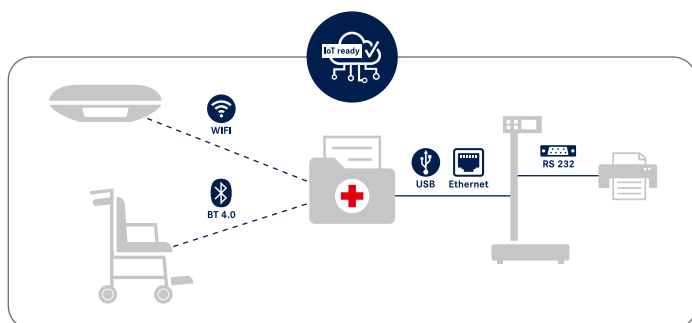 IoT ready
WIFI
BT 4.0
USB
Ethernet
RS 232